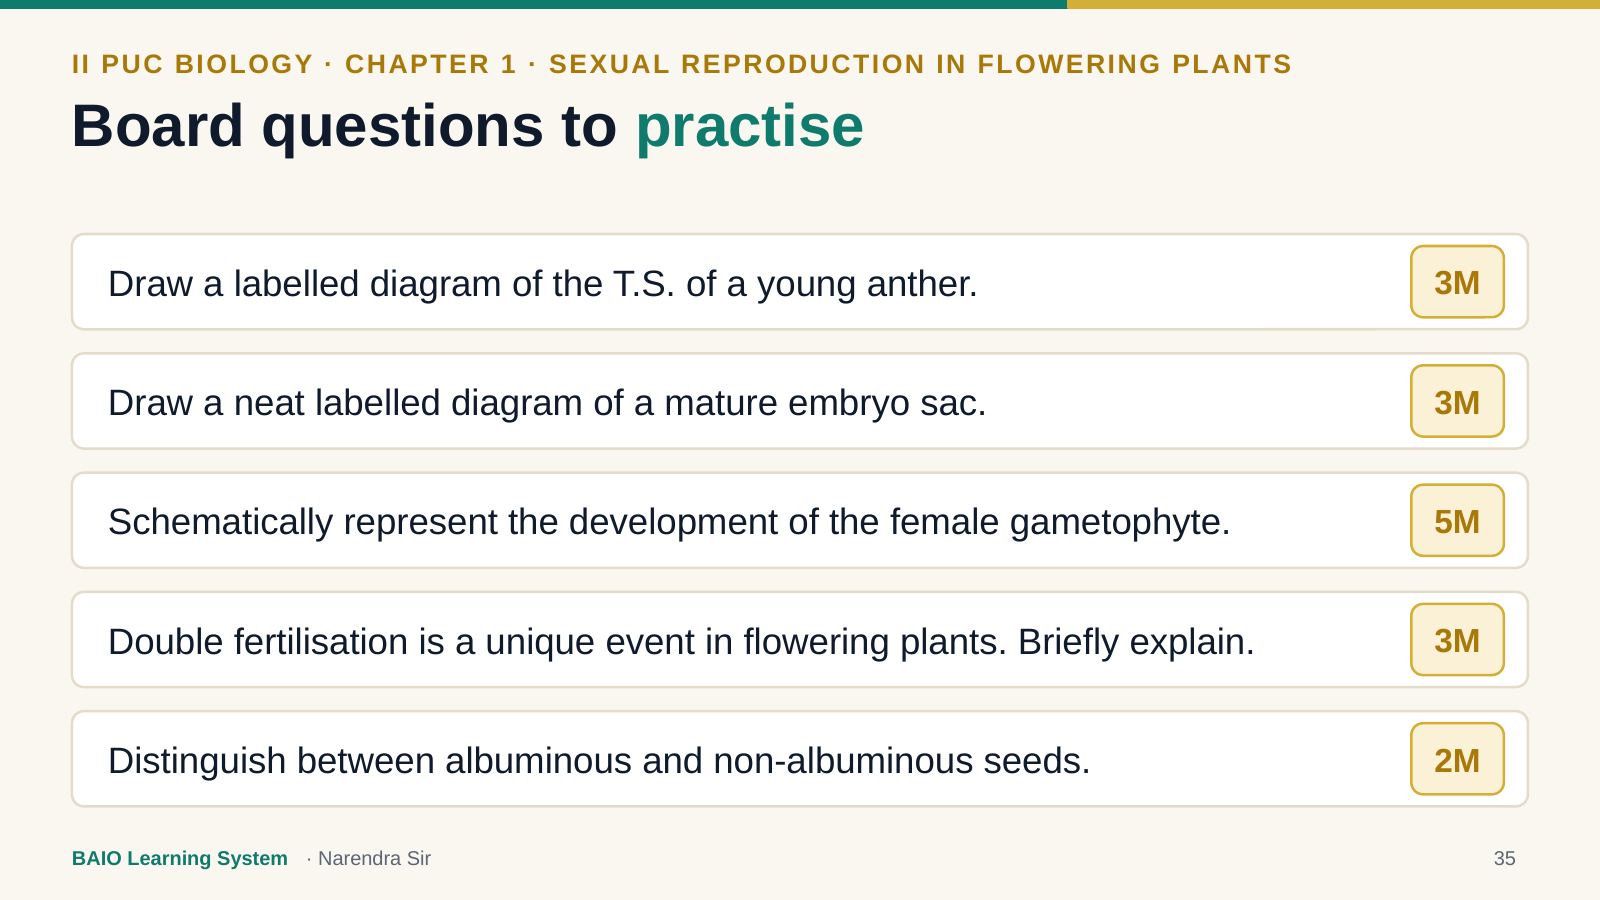 II PUC BIOLOGY · CHAPTER 1 · SEXUAL REPRODUCTION IN FLOWERING PLANTS
Board questions to practise
Draw a labelled diagram of the T.S. of a young anther. 3M
Draw a neat labelled diagram of a mature embryo sac. 3M
Schematically represent the development of the female gametophyte. 5M
Double fertilisation is a unique event in flowering plants. Briefly explain. 3M
Distinguish between albuminous and non-albuminous seeds. 2M
BAIO Learning System · Narendra Sir 35